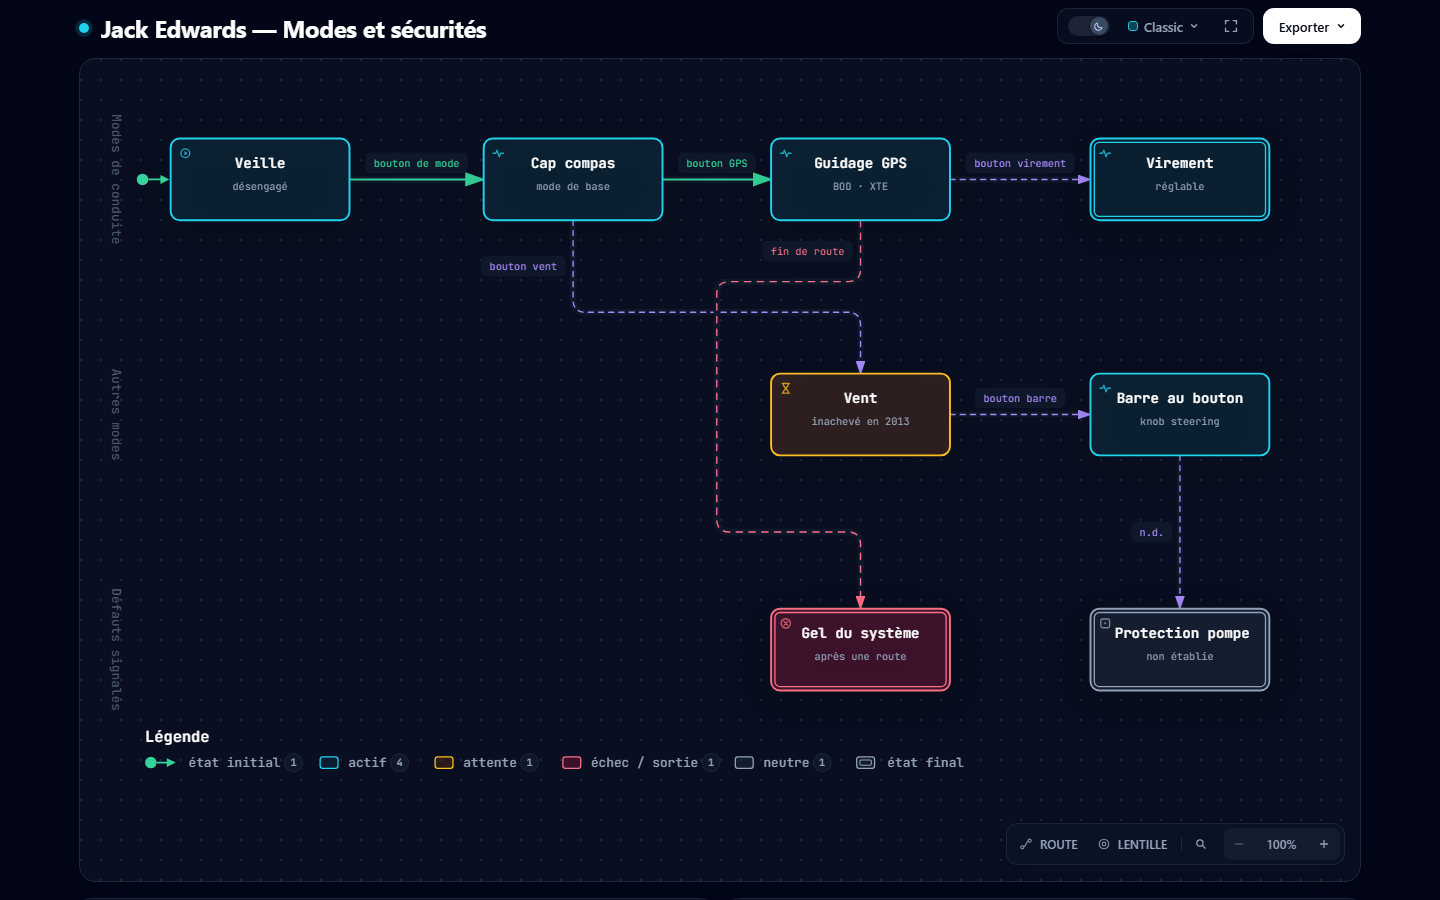 Jack Edwards — Modes et sécurités
Classic
Exporter
Modes de conduite
Veille
désengagé
bouton de mode
Cap compas
mode de base
bouton GPS
Guidage GPS
BOD · XTE
bouton virement
Virement
réglable
bouton vent
fin de route
Autres modes
Vent
inachevé en 2013
bouton barre
Barre au bouton
knob steering
n.d.
Défauts signalés
Gel du système
après une route
Protection pompe
non établie
Légende
état initial 1
actif 4
attente 1
échec / sortie 1
neutre 1
état final
ROUTE
LENTILLE
− 100% +